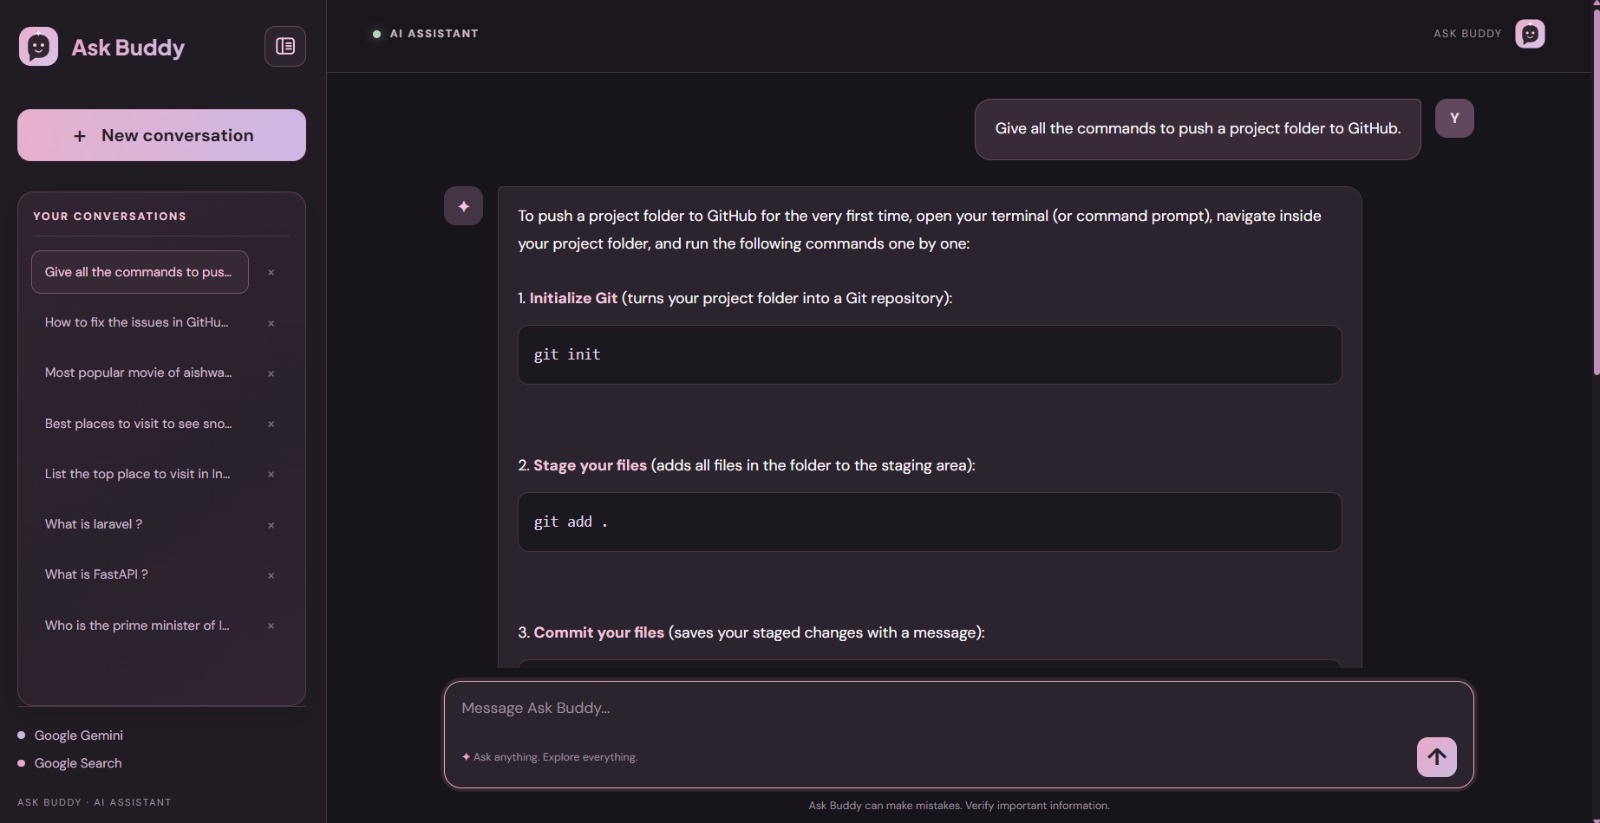 Ask Buddy
+ New conversation
YOUR CONVERSATIONS
Give all the commands to pus... ×
How to fix the issues in GitHu... ×
Most popular movie of aishwa... ×
Best places to visit to see sno... ×
List the top place to visit in In... ×
What is laravel ? ×
What is FastAPI ? ×
Who is the prime minister of I... ×
Google Gemini
Google Search
ASK BUDDY · AI ASSISTANT
AI ASSISTANT
ASK BUDDY
Give all the commands to push a project folder to GitHub.
Y
To push a project folder to GitHub for the very first time, open your terminal (or command prompt), navigate inside
your project folder, and run the following commands one by one:
1. Initialize Git (turns your project folder into a Git repository):
git init
2. Stage your files (adds all files in the folder to the staging area):
git add .
3. Commit your files (saves your staged changes with a message):
Message Ask Buddy...
✦ Ask anything. Explore everything.
Ask Buddy can make mistakes. Verify important information.